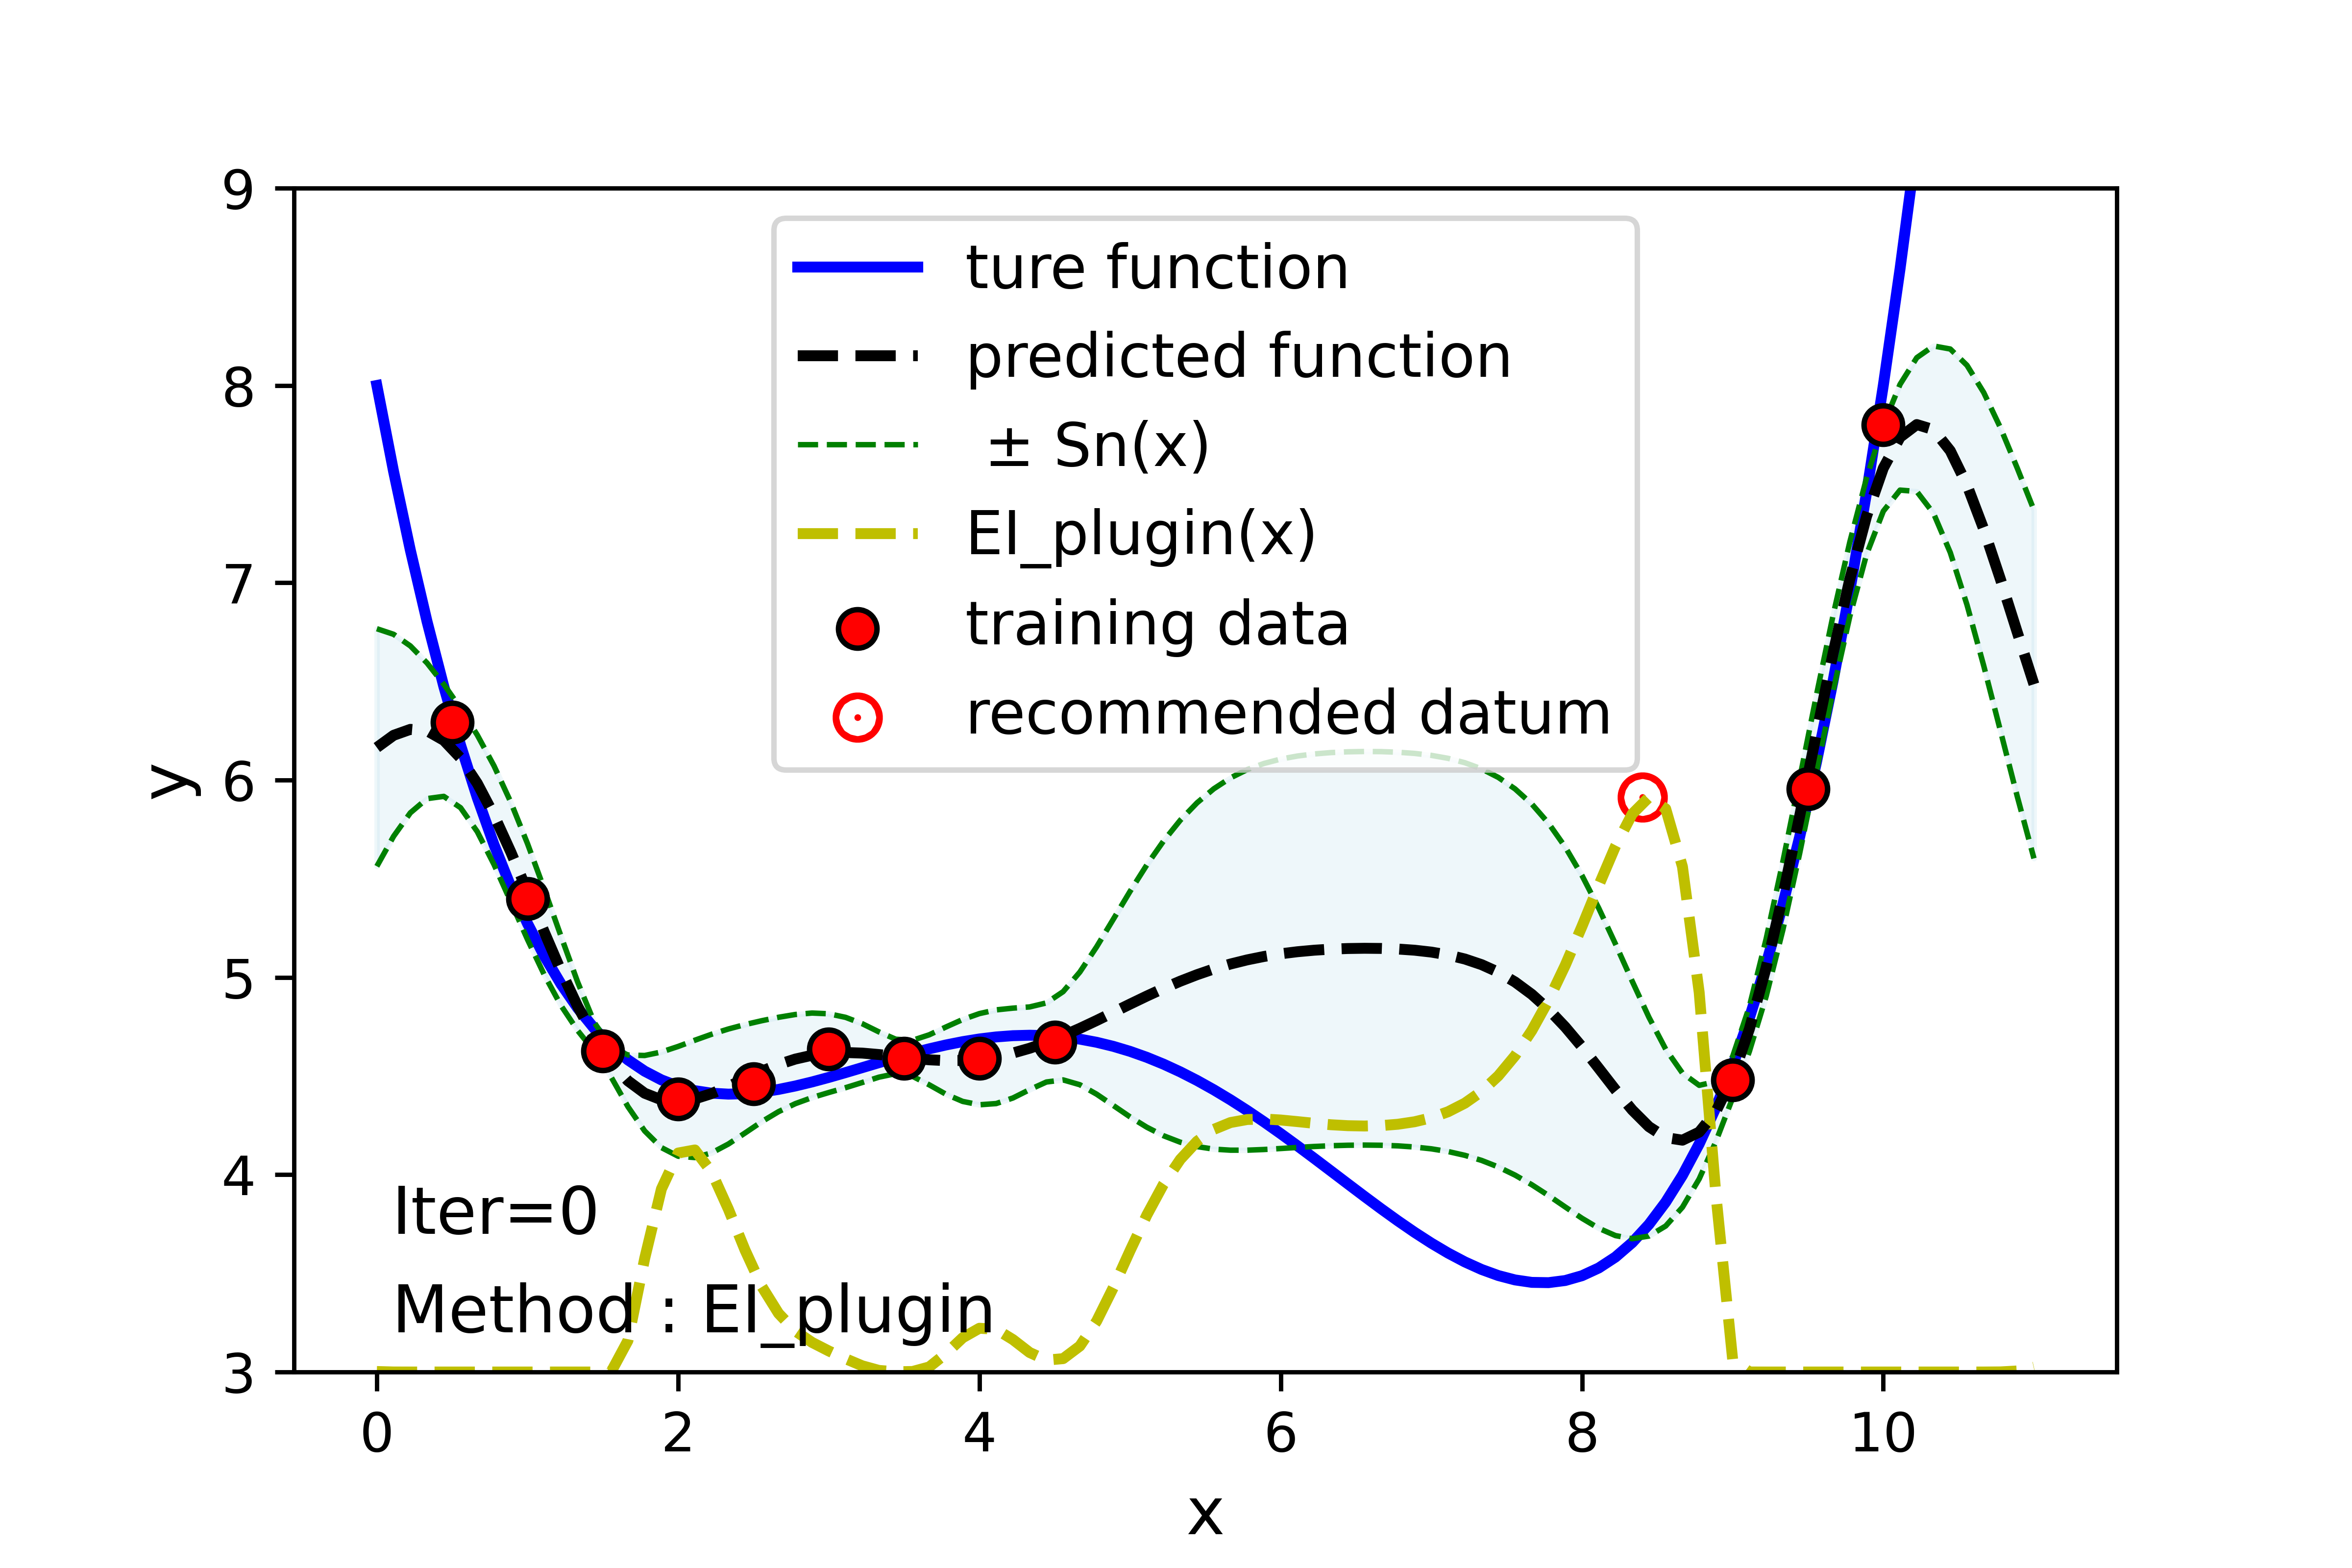 9
8
7
6
5
4
3
y
ture function
predicted function
± Sn(x)
EI_plugin(x)
training data
recommended datum
Iter=0
Method : EI_plugin
0 2 4 6 8 10
x